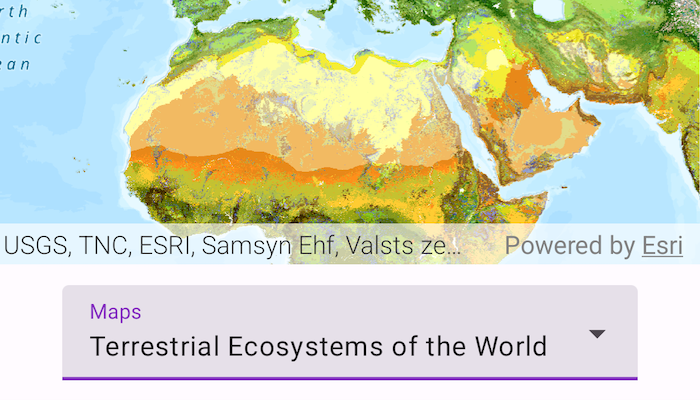 rth
ntic
ean
USGS, TNC, ESRI, Samsyn Ehf, Valsts ze... Powered by Esri
Maps
Terrestrial Ecosystems of the World